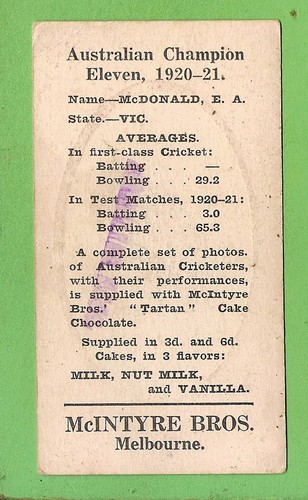 Australian Champion
Eleven, 1920-21.
Name—McDONALD, E. A.
State.—VIC.
AVERAGES.
In first-class Cricket:
Batting . . . —
Bowling . . . 29.2
In Test Matches, 1920-21:
Batting . . . 3.0
Bowling . . . 65.3
A complete set of photos.
of Australian Cricketers,
with their performances,
is supplied with McIntyre
Bros.' "Tartan" Cake
Chocolate.
Supplied in 3d. and 6d.
Cakes, in 3 flavors:
MILK, NUT MILK,
and VANILLA.
McINTYRE BROS.
Melbourne.